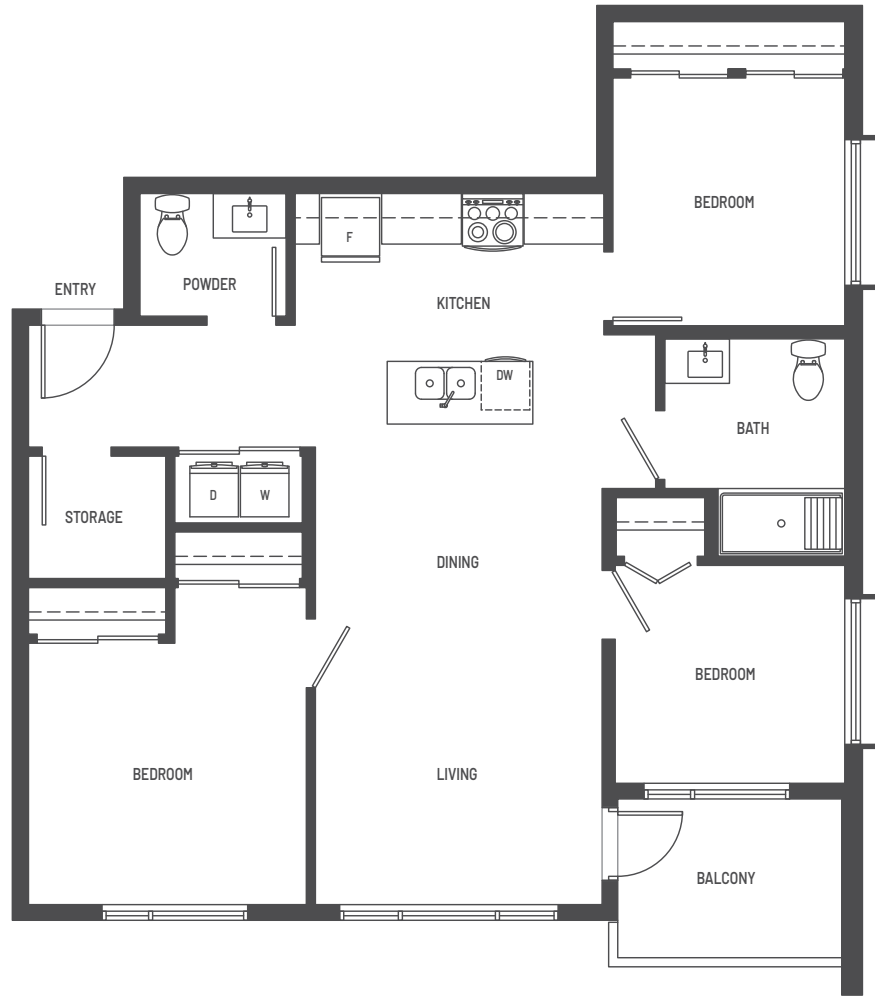 BEDROOM
F
POWDER
ENTRY
KITCHEN
DW
BATH
D
W
STORAGE
DINING
BEDROOM
BEDROOM
LIVING
BALCONY